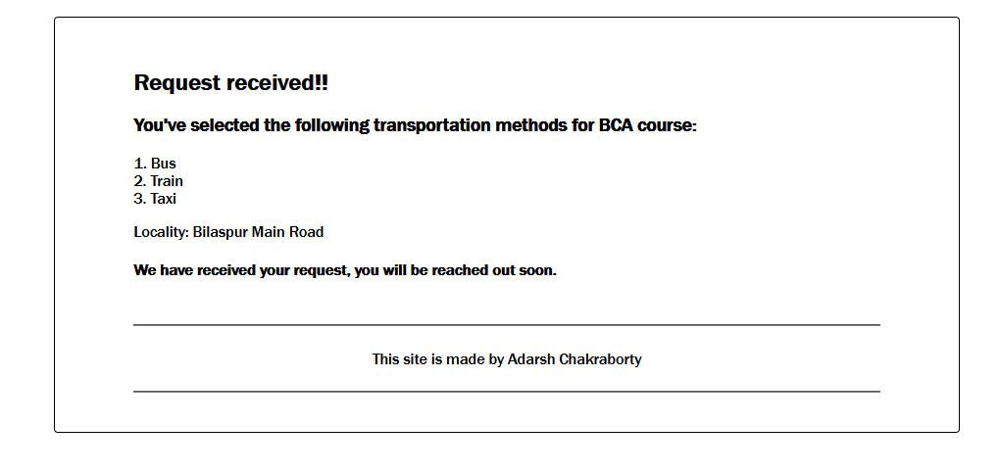 Request received!!
You've selected the following transportation methods for BCA course:
1. Bus
2. Train
3. Taxi
Locality: Bilaspur Main Road
We have received your request, you will be reached out soon.
This site is made by Adarsh Chakraborty